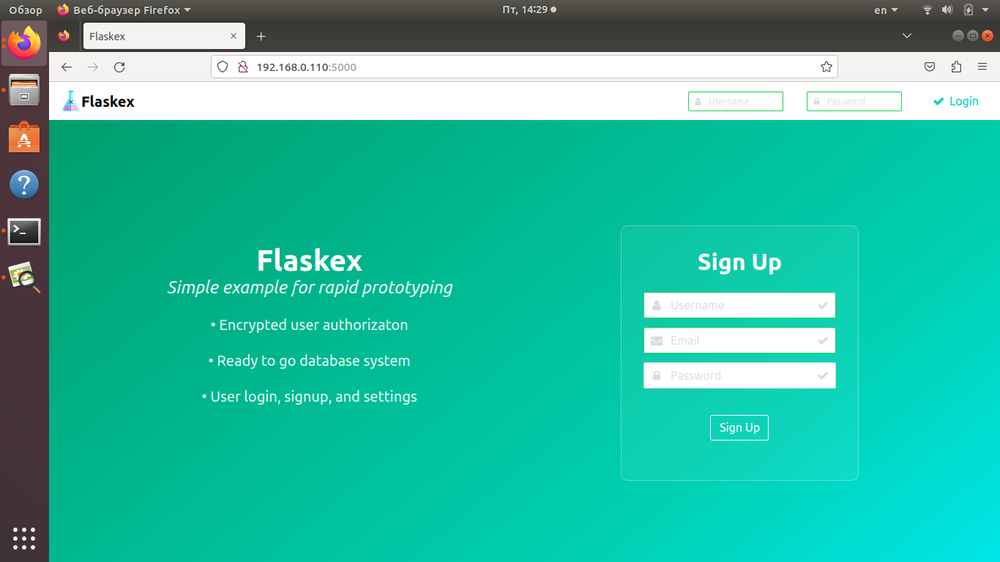 Обзор Веб-браузер Firefox Пт, 14:29 en
Flaskex
192.168.0.110:5000
Flaskex Username Password Login
Flaskex
Simple example for rapid prototyping
• Encrypted user authorizaton
• Ready to go database system
• User login, signup, and settings
Sign Up
Username
Email
Password
Sign Up